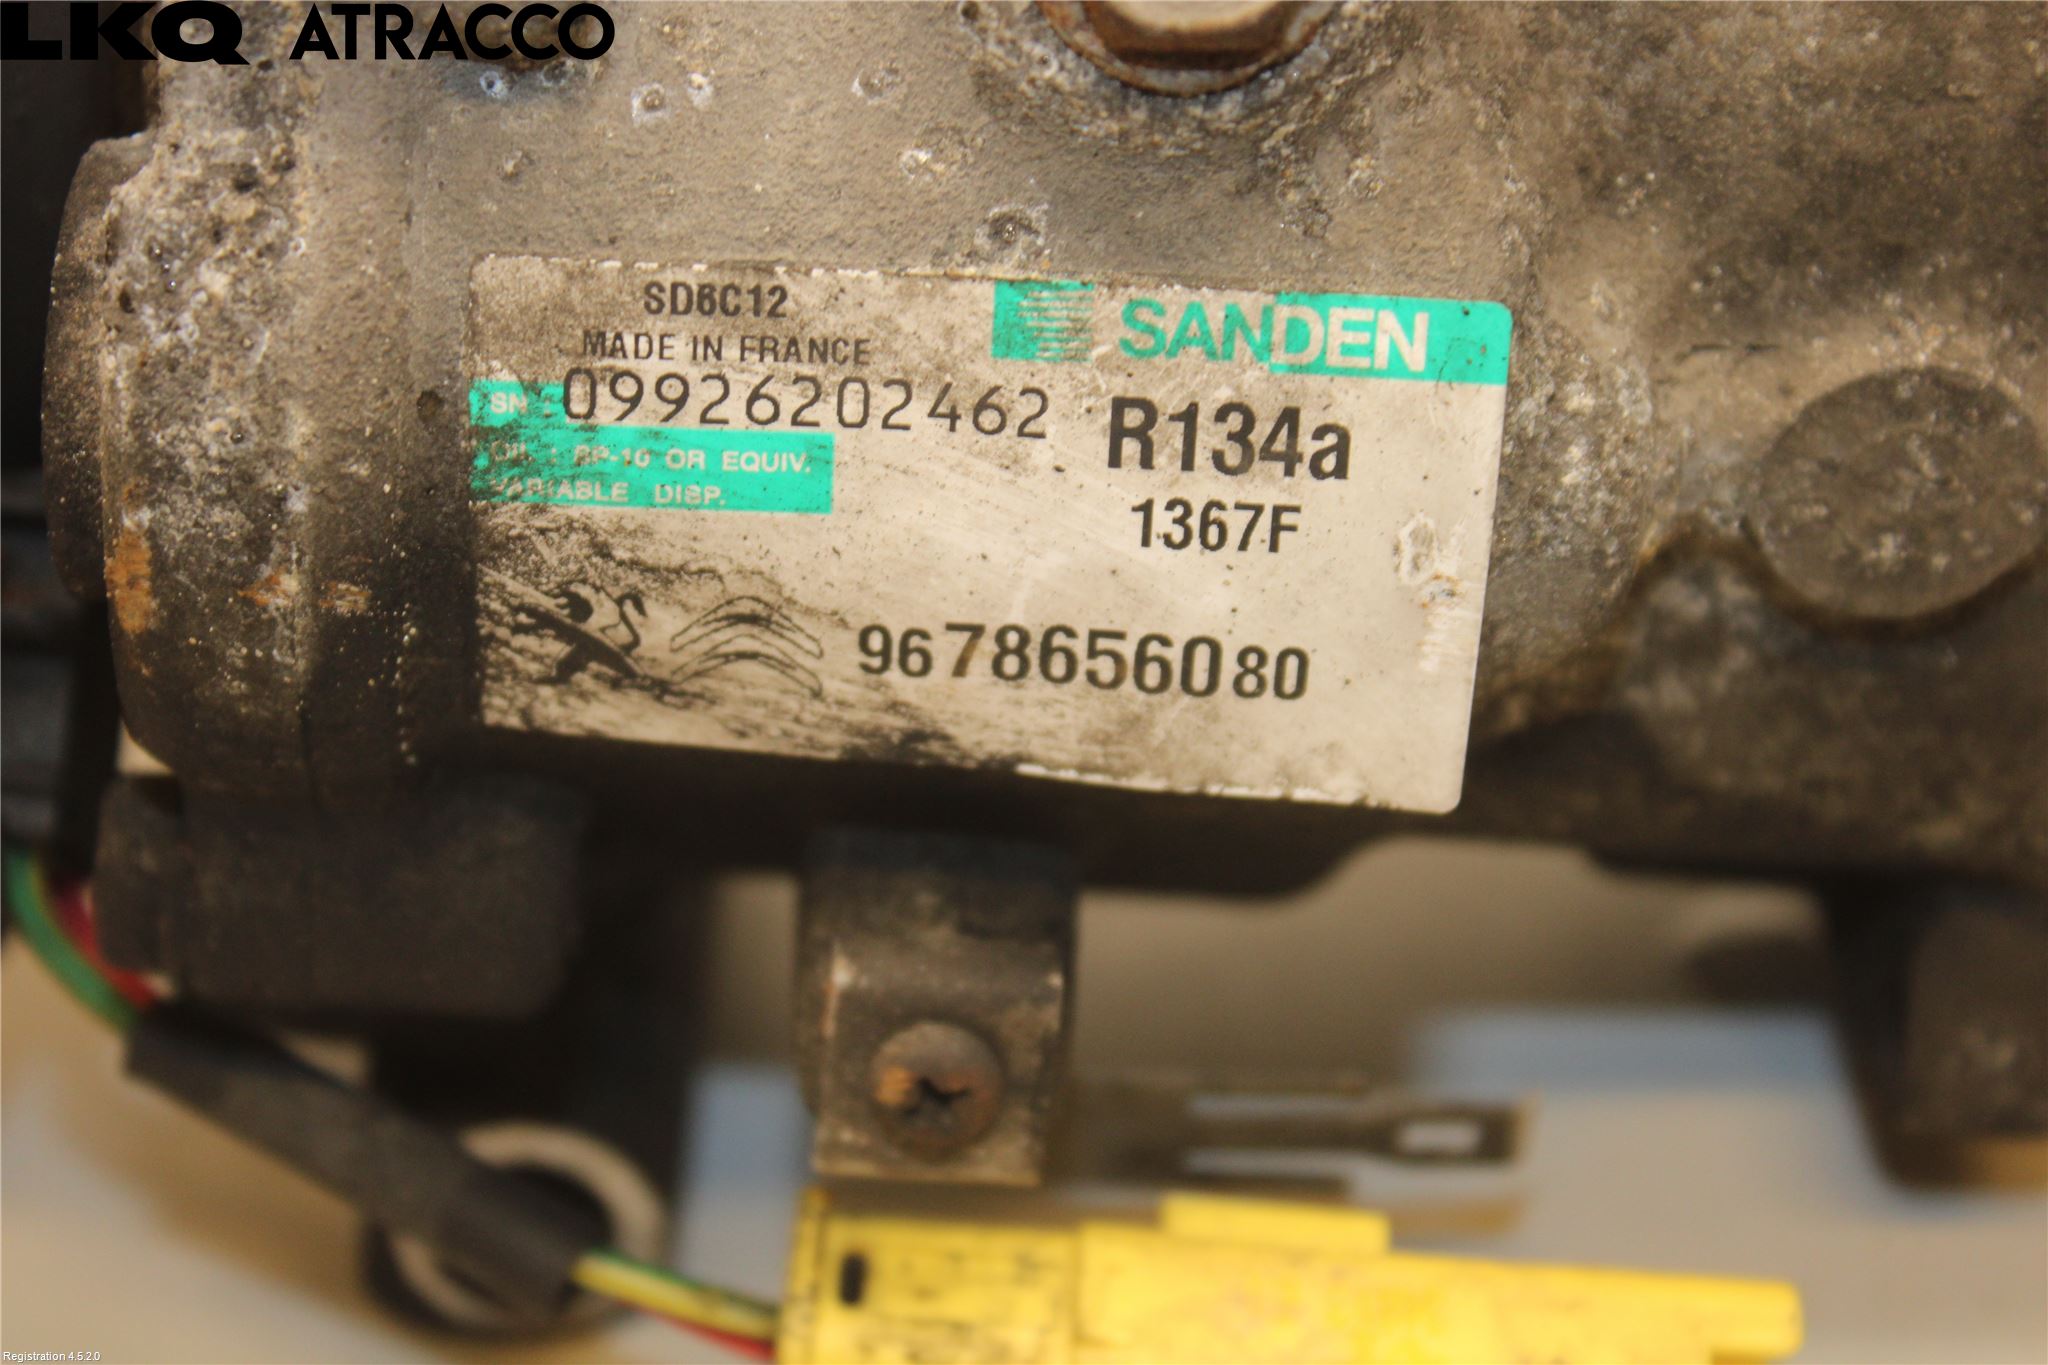 LKQ ATRACCO
SD6C12
MADE IN FRANCE
SANDEN
SN : 09926202462
R134a
OIL : SP-10 OR EQUIV.
VARIABLE DISP.
1367F
9678656080
Registration 4.5.2.0